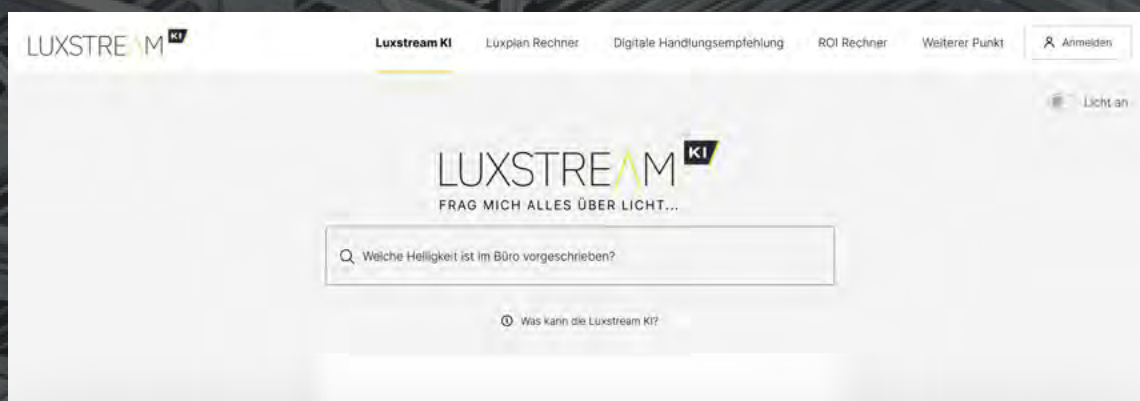 LUXSTREAM KI
Luxstream KI
Luxplan Rechner
Digitale Handlungsempfehlung
ROI Rechner
Weiterer Punkt
Anmelden
Licht an
LUXSTREAM KI
FRAG MICH ALLES ÜBER LICHT...
Welche Helligkeit ist im Büro vorgeschrieben?
Was kann die Luxstream KI?